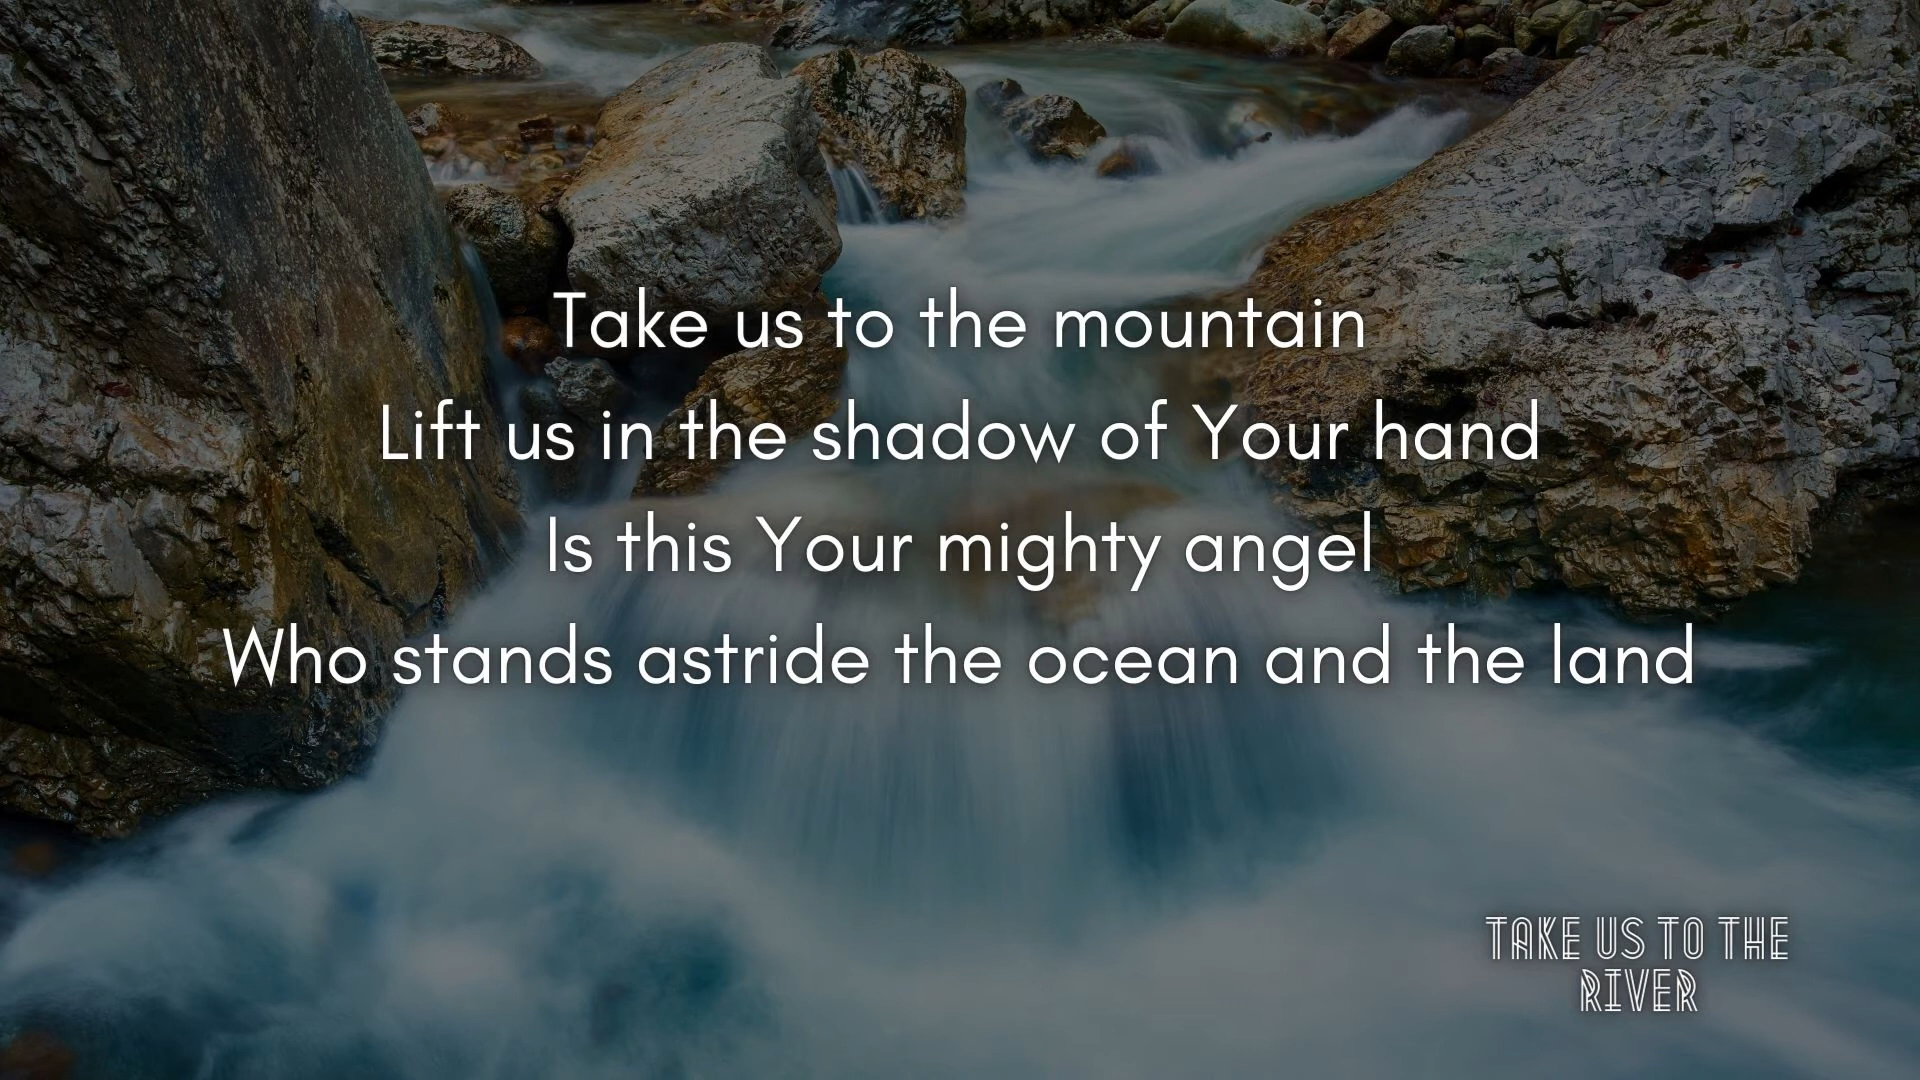 Take us to the mountain
Lift us in the shadow of Your hand
Is this Your mighty angel
Who stands astride the ocean and the land
TAKE US TO THE
RIVER